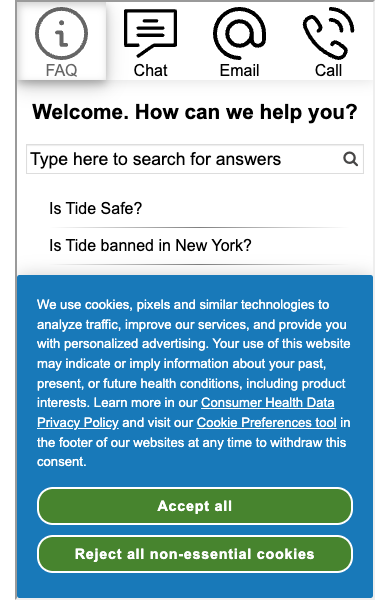 FAQ Chat Email Call
Welcome. How can we help you?
Type here to search for answers
Is Tide Safe?
Is Tide banned in New York?
We use cookies, pixels and similar technologies to
analyze traffic, improve our services, and provide you
with personalized advertising. Your use of this website
may indicate or imply information about your past,
present, or future health conditions, including product
interests. Learn more in our Consumer Health Data
Privacy Policy and visit our Cookie Preferences tool in
the footer of our websites at any time to withdraw this
consent.
Accept all
Reject all non-essential cookies